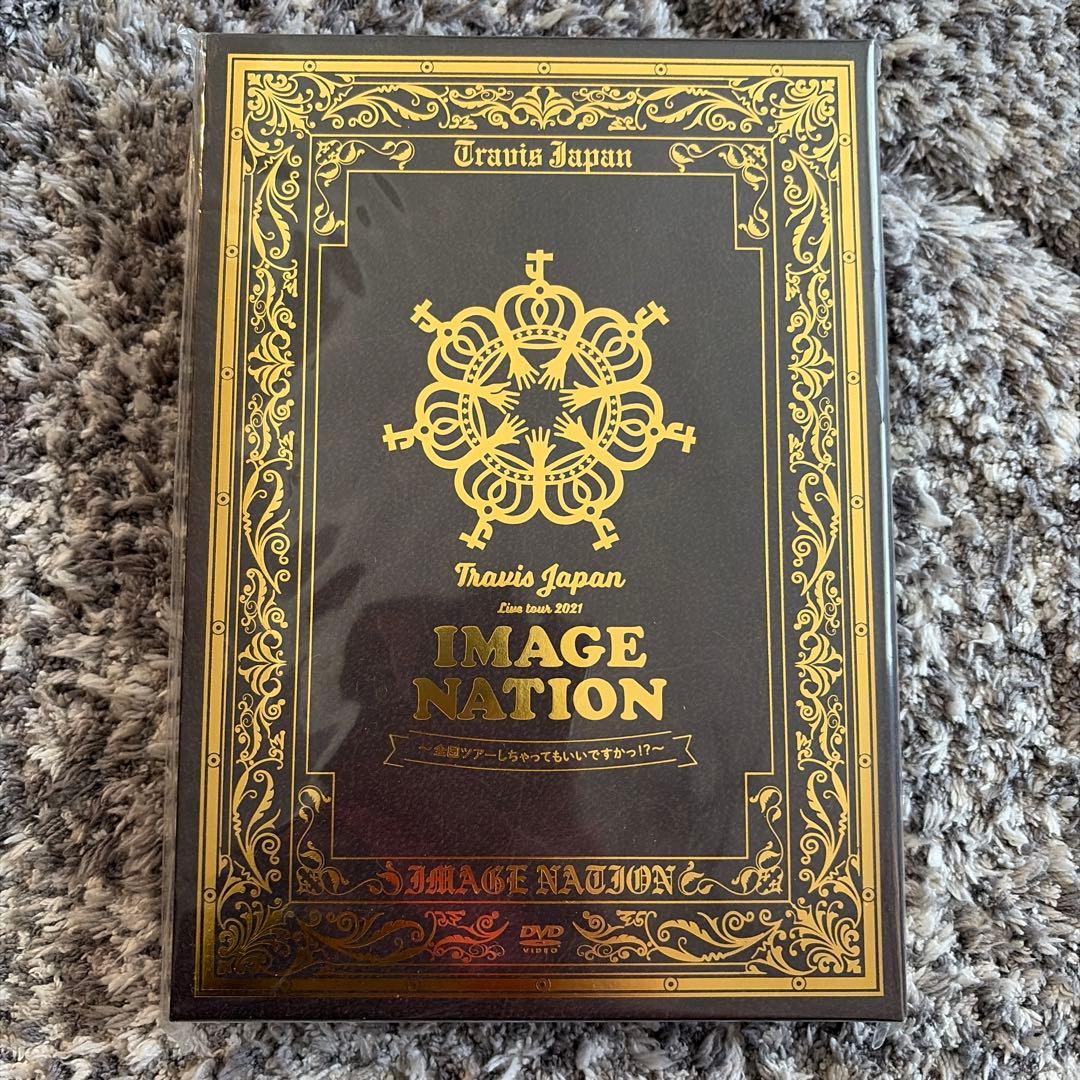 Travis Japan
Travis Japan
Live tour 2021
IMAGE
NATION
～全国ツアーしちゃってもいいですかっ!?～
IMAGE NATION
DVD
VIDEO